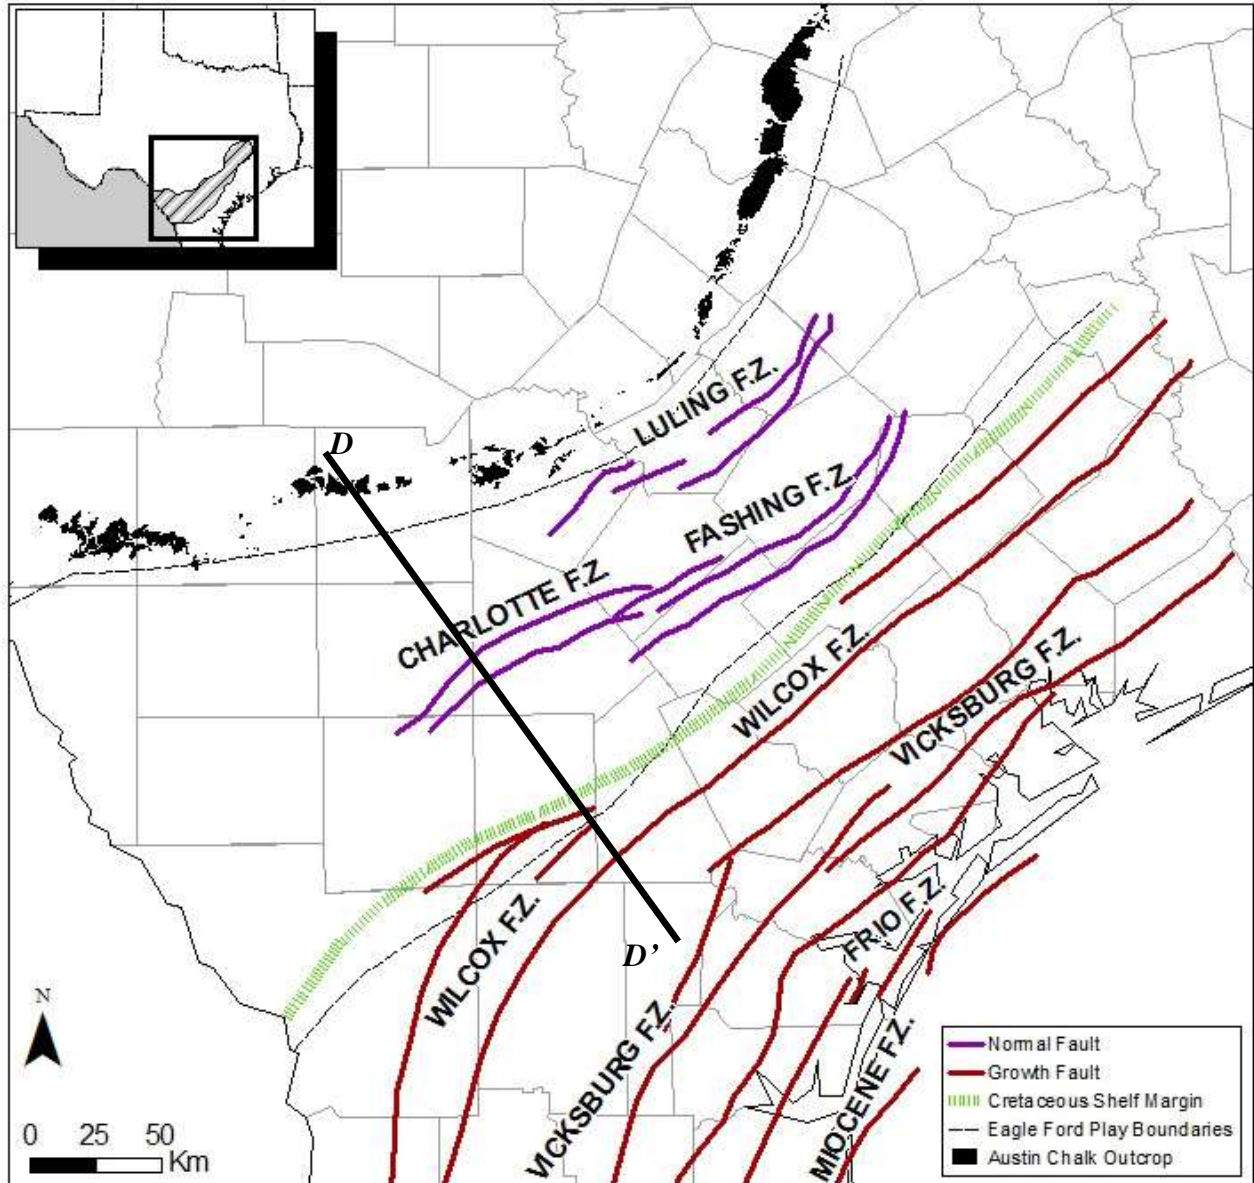 D
LULING F.Z.
FASHING F.Z.
CHARLOTTE F.Z.
WILCOX F.Z.
VICKSBURG F.Z.
D’
WILCOX F.Z.
FRIO F.Z.
VICKSBURG F.Z.
MIOCENE F.Z.
N
0 25 50
Km
Normal Fault
Growth Fault
Cretaceous Shelf Margin
Eagle Ford Play Boundaries
Austin Chalk Outcrop